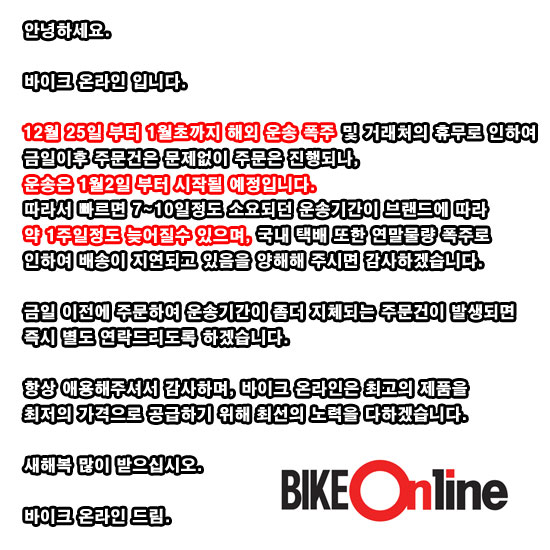 안녕하세요.
바이크 온라인 입니다.
12월 25일 부터 1월초까지 해외 운송 폭주 및 거래처의 휴무로 인하여
금일이후 주문건은 문제없이 주문은 진행되나,
운송은 1월2일 부터 시작될 예정입니다.
따라서 빠르면 7~10일정도 소요되던 운송기간이 브랜드에 따라
약 1주일정도 늦어질수 있으며, 국내 택배 또한 연말물량 폭주로
인하여 배송이 지연되고 있음을 양해해 주시면 감사하겠습니다.
금일 이전에 주문하여 운송기간이 좀더 지체되는 주문건이 발생되면
즉시 별도 연락드리도록 하겠습니다.
항상 애용해주셔서 감사하며, 바이크 온라인은 최고의 제품을
최저의 가격으로 공급하기 위해 최선의 노력을 다하겠습니다.
새해복 많이 받으십시오.
BIKE On1ine
바이크 온라인 드림.